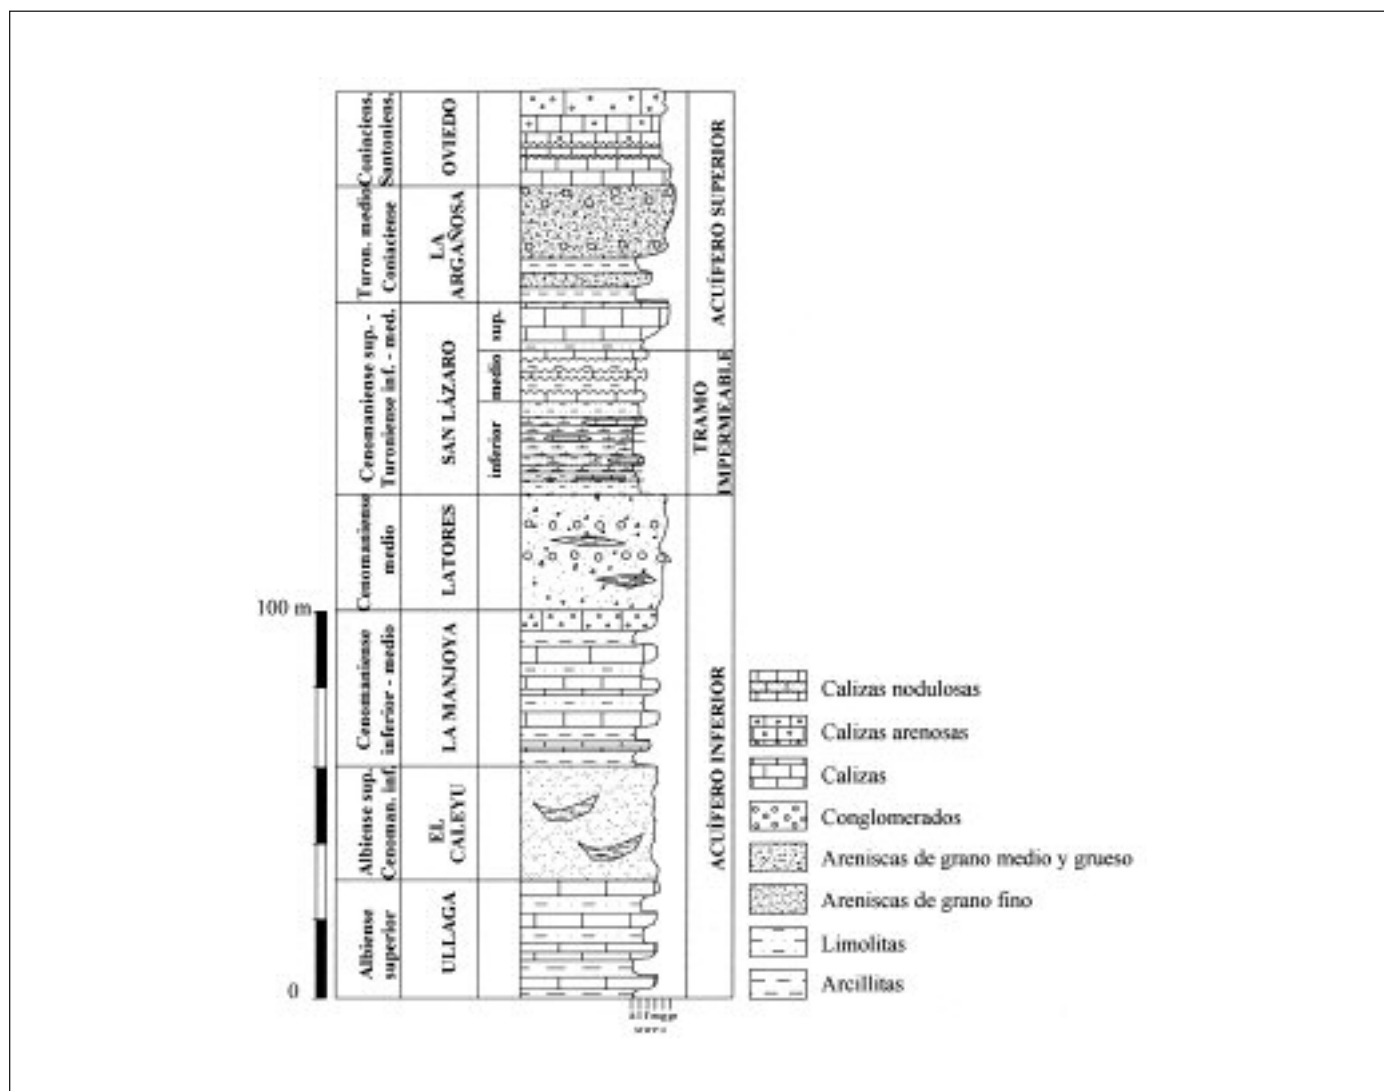 Coniaciens.
Santoniens.
OVIEDO
Turon. medio
Coniaciense
LA
ARGAÑOSA
ACUÍFERO SUPERIOR
Cenomaniense sup. -
Turoniense inf. - med.
SAN LÁZARO
sup.
medio
inferior
TRAMO
IMPERMEABLE
Cenomaniense
medio
LATORES
100 m
Cenomaniense
inferior - medio
LA MANJOYA
ACUÍFERO INFERIOR
Albiense sup.
Cenoman. inf.
EL
CALEYU
Albiense
superior
ULLAGA
0
Calizas nodulosas
Calizas arenosas
Calizas
Conglomerados
Areniscas de grano medio y grueso
Areniscas de grano fino
Limolitas
Arcillitas